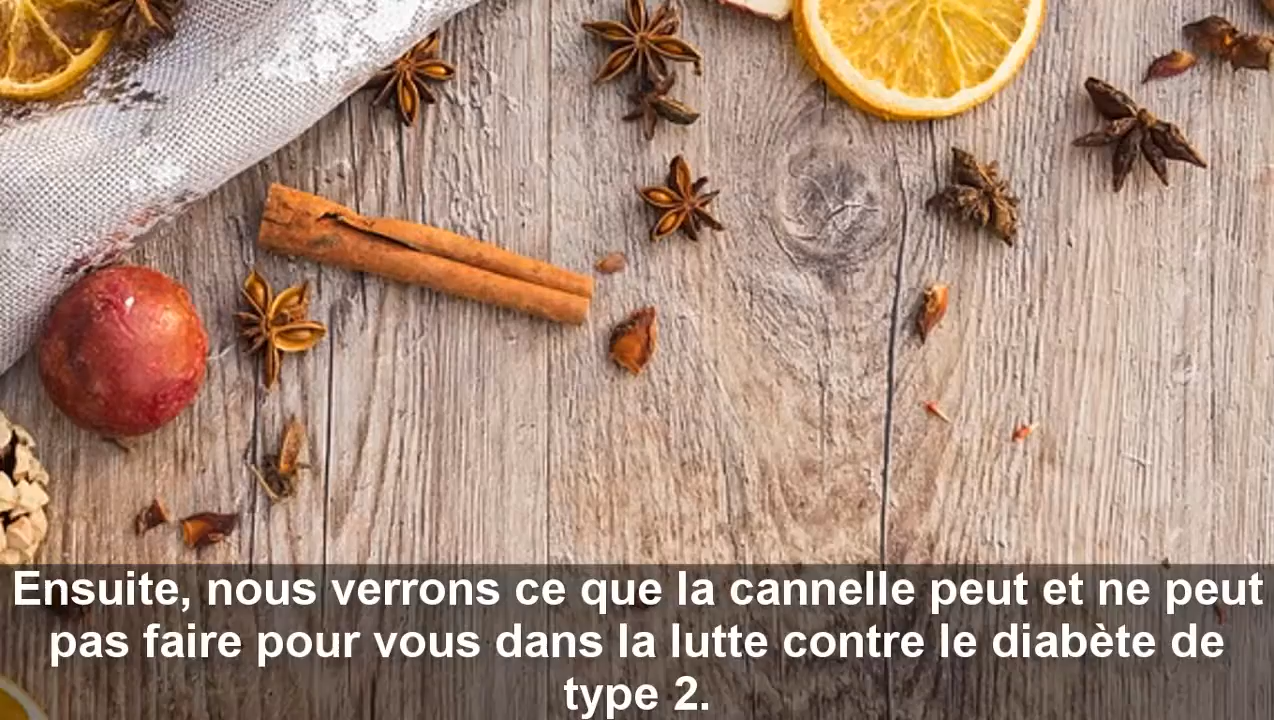 Ensuite, nous verrons ce que la cannelle peut et ne peut
pas faire pour vous dans la lutte contre le diabète de
type 2.